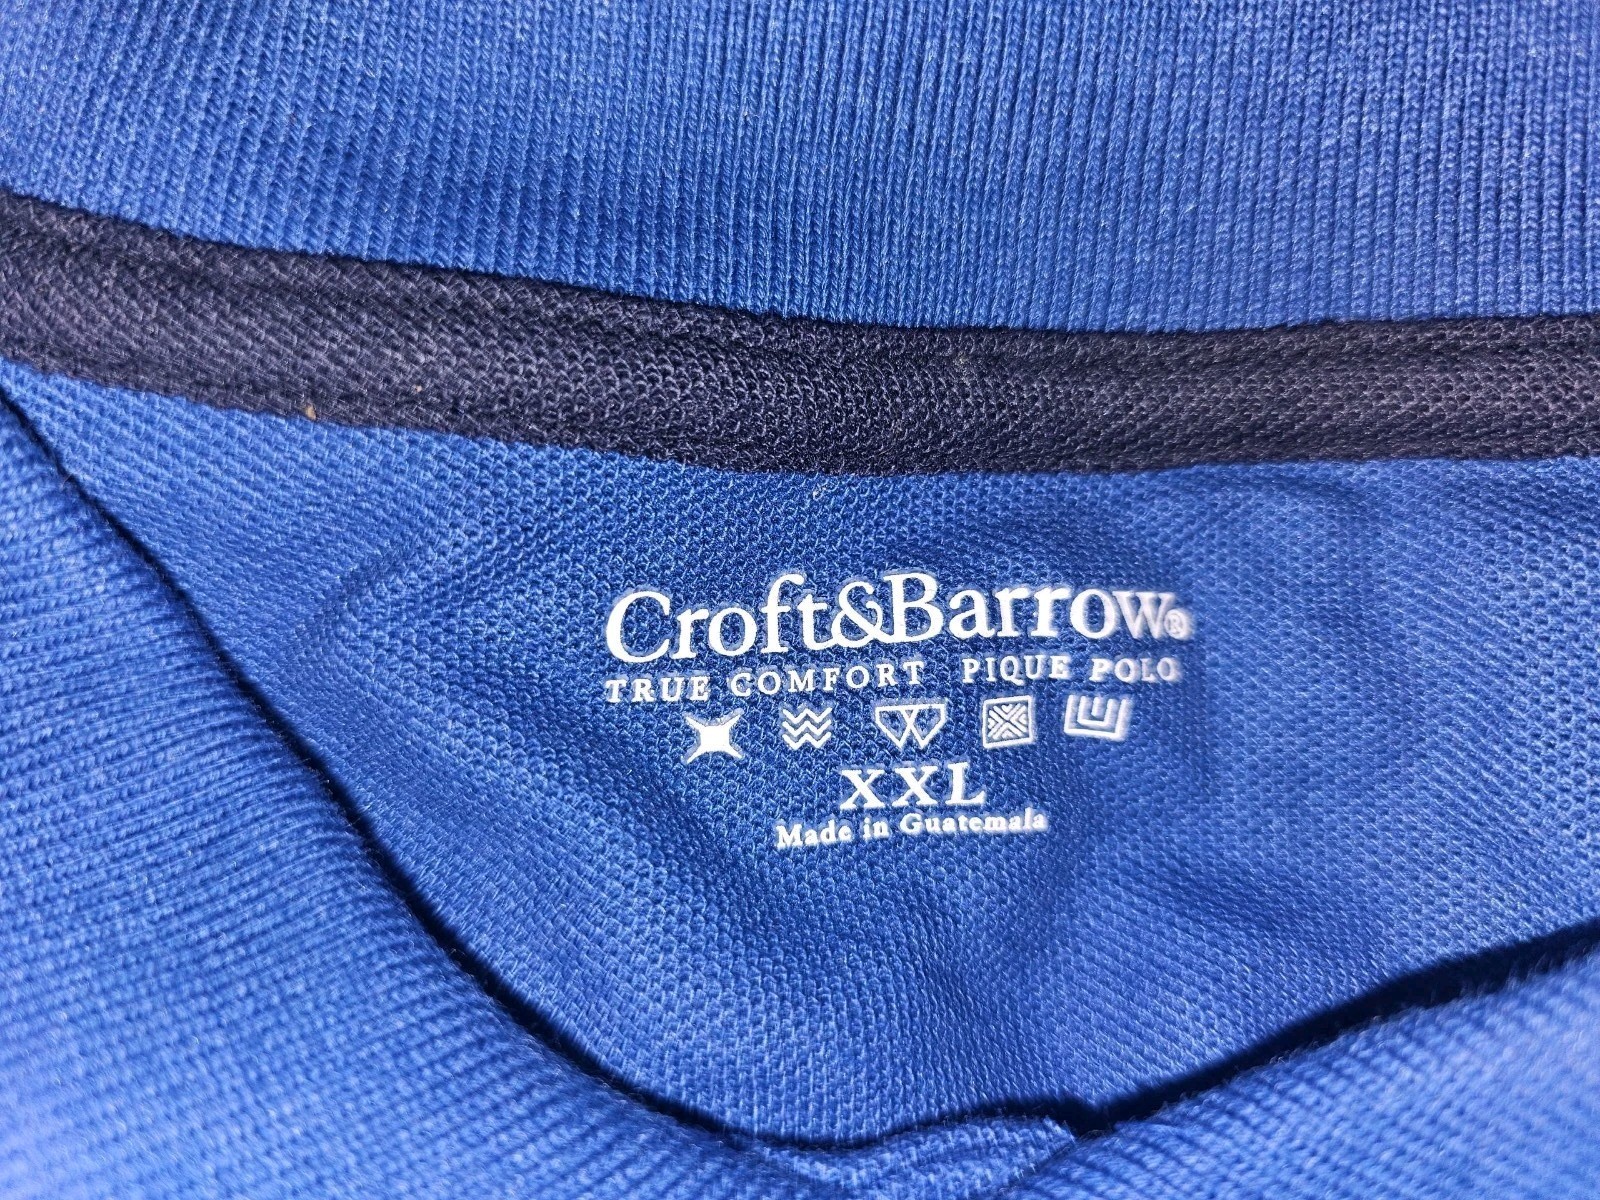 Croft&Barrow®
TRUE COMFORT PIQUE POLO
XXL
Made in Guatemala